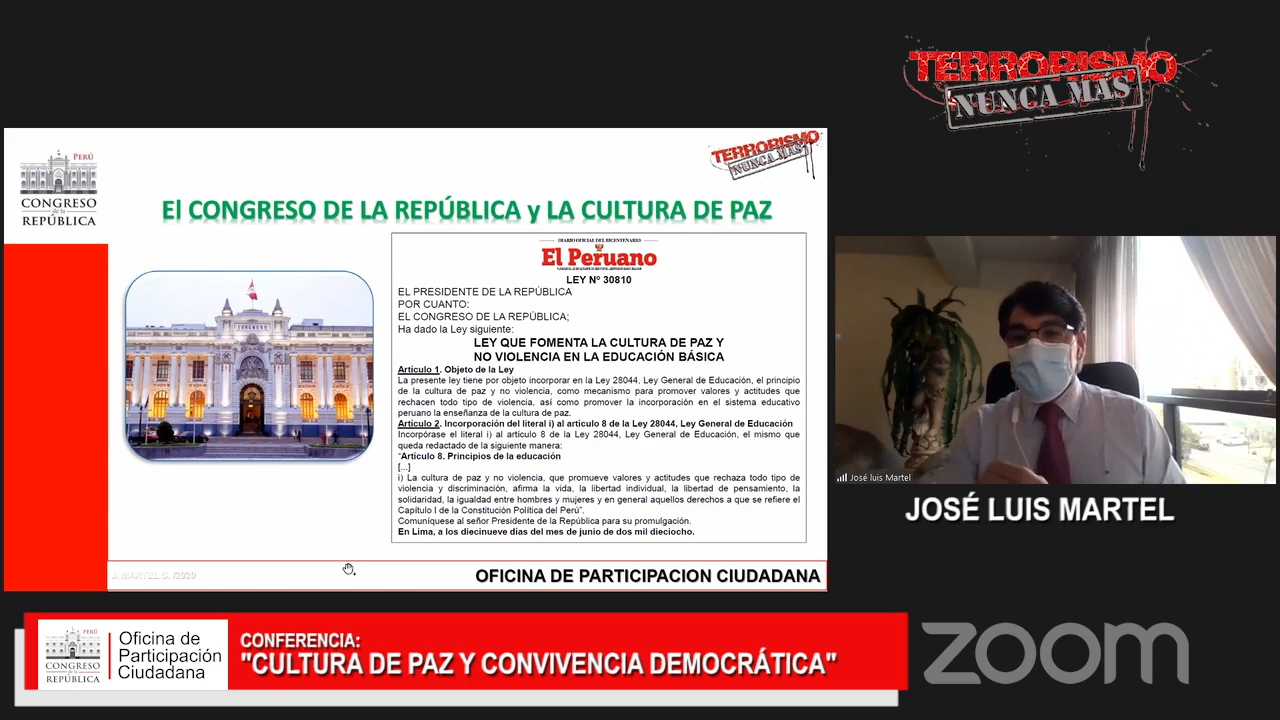 TERRORISMO
NUNCA MÁS
PERÚ
CONGRESO
de la
REPÚBLICA
TERRORISMO
NUNCA MÁS
El CONGRESO DE LA REPÚBLICA y LA CULTURA DE PAZ
DIARIO OFICIAL DEL BICENTENARIO
El Peruano
LEY Nº 30810
EL PRESIDENTE DE LA REPÚBLICA
POR CUANTO:
EL CONGRESO DE LA REPÚBLICA;
Ha dado la Ley siguiente:
LEY QUE FOMENTA LA CULTURA DE PAZ Y
NO VIOLENCIA EN LA EDUCACIÓN BÁSICA
Artículo 1. Objeto de la Ley
La presente ley tiene por objeto incorporar en la Ley 28044, Ley General de Educación, el principio
de la cultura de paz y no violencia, como mecanismo para promover valores y actitudes que
rechacen todo tipo de violencia, así como promover la incorporación en el sistema educativo
peruano la enseñanza de la cultura de paz.
Artículo 2. Incorporación del literal i) al artículo 8 de la Ley 28044, Ley General de Educación
Incorpórase el literal i) al artículo 8 de la Ley 28044, Ley General de Educación, el mismo que
queda redactado de la siguiente manera:
“Artículo 8. Principios de la educación
[...]
i) La cultura de paz y no violencia, que promueve valores y actitudes que rechaza todo tipo de
violencia y discriminación, afirma la vida, la libertad individual, la libertad de pensamiento, la
solidaridad, la igualdad entre hombres y mujeres y en general aquellos derechos a que se refiere el
Capítulo I de la Constitución Política del Perú”.
Comuníquese al señor Presidente de la República para su promulgación.
En Lima, a los diecinueve días del mes de junio de dos mil dieciocho.
J. MARTEL C. /2020
OFICINA DE PARTICIPACION CIUDADANA
José luis Martel
JOSÉ LUIS MARTEL
PERÚ
CONGRESO
de la
REPÚBLICA
Oficina de
Participación
Ciudadana
CONFERENCIA:
"CULTURA DE PAZ Y CONVIVENCIA DEMOCRÁTICA"
zoom